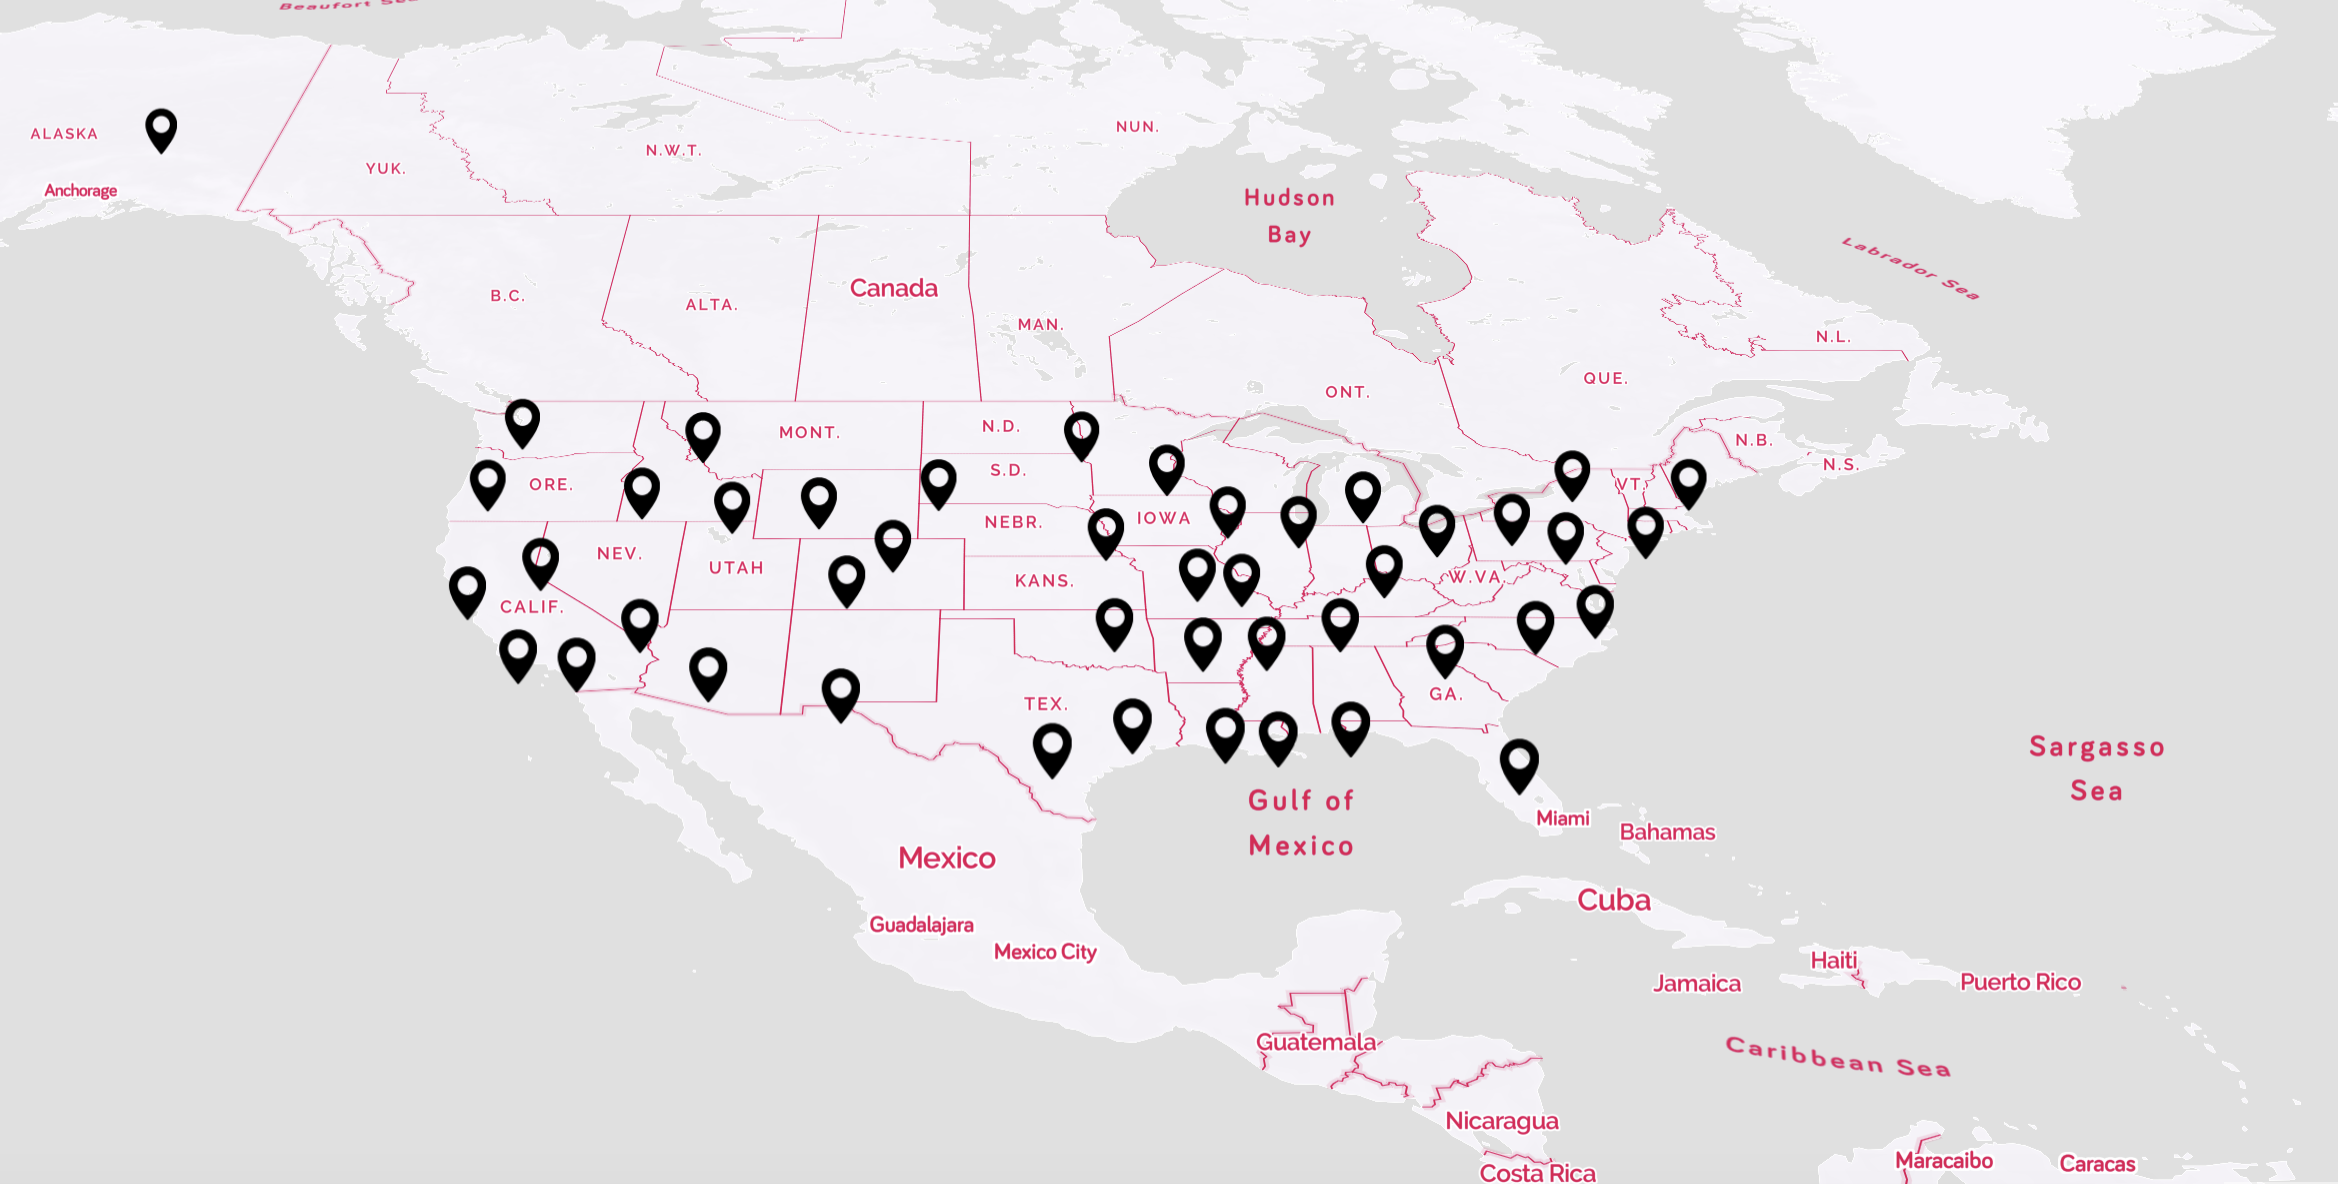 Beaufort Sea
NUN.
ALASKA
N.W.T.
YUK.
Anchorage
Hudson
Bay
Labrador Sea
Canada
B.C.
ALTA.
MAN.
N.L.
QUE.
ONT.
N.D.
MONT.
N.B.
N.S.
S.D.
ORE.
VT.
IOWA
NEBR.
NEV.
UTAH
KANS.
W.VA.
CALIF.
GA.
TEX.
Sargasso
Sea
Gulf of
Mexico
Miami
Bahamas
Mexico
Cuba
Guadalajara
Mexico City
Haiti
Jamaica
Puerto Rico
Guatemala
Caribbean Sea
Nicaragua
Maracaibo
Caracas
Costa Rica